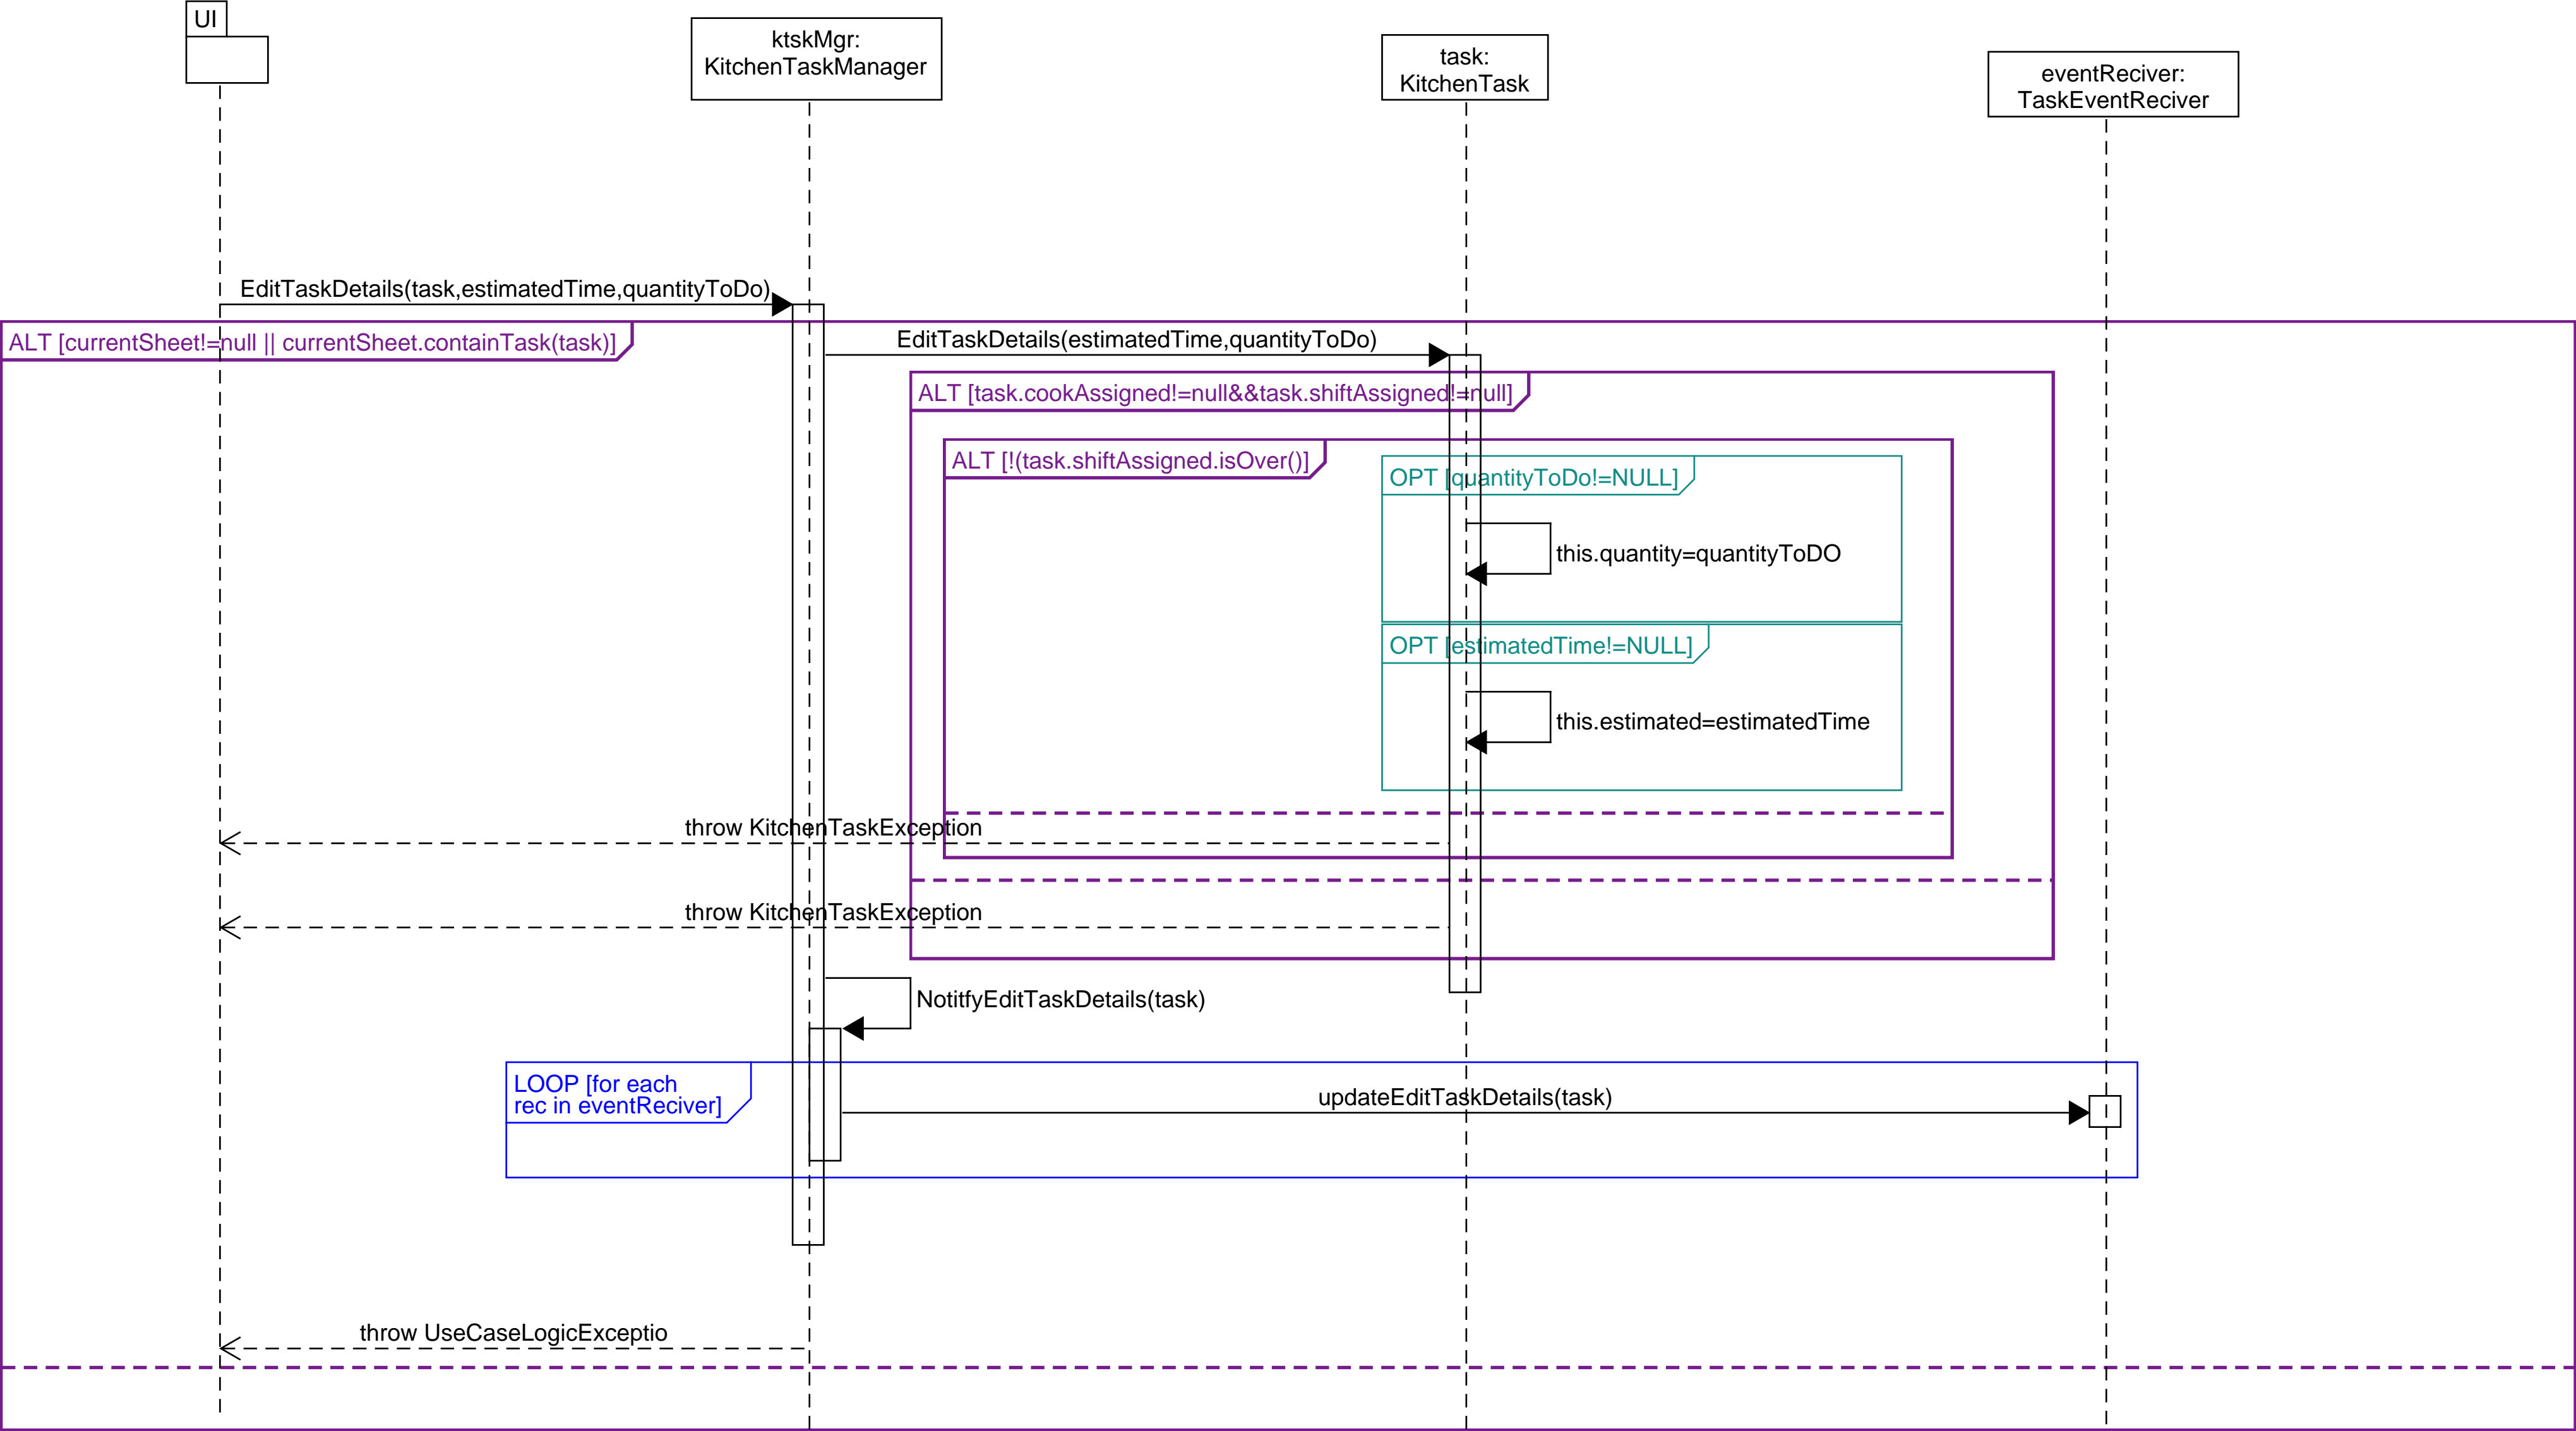 UI
ktskMgr:
KitchenTaskManager
task:
KitchenTask
eventReciver:
TaskEventReciver
EditTaskDetails(task,estimatedTime,quantityToDo)
ALT [currentSheet!=null || currentSheet.containTask(task)]
EditTaskDetails(estimatedTime,quantityToDo)
ALT [task.cookAssigned!=null&&task.shiftAssigned!=null]
ALT [!(task.shiftAssigned.isOver()]
OPT [quantityToDo!=NULL]
this.quantity=quantityToDO
OPT [estimatedTime!=NULL]
this.estimated=estimatedTime
throw KitchenTaskException
throw KitchenTaskException
NotitfyEditTaskDetails(task)
LOOP [for each
rec in eventReciver]
updateEditTaskDetails(task)
throw UseCaseLogicExceptio